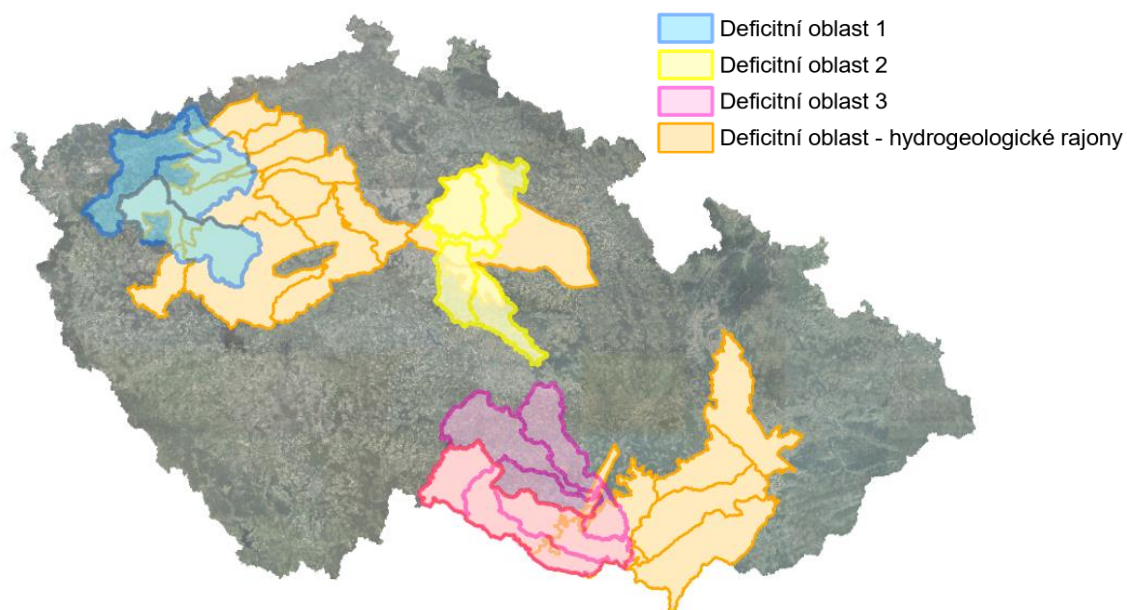 Deficitní oblast 1
Deficitní oblast 2
Deficitní oblast 3
Deficitní oblast - hydrogeologické rajony